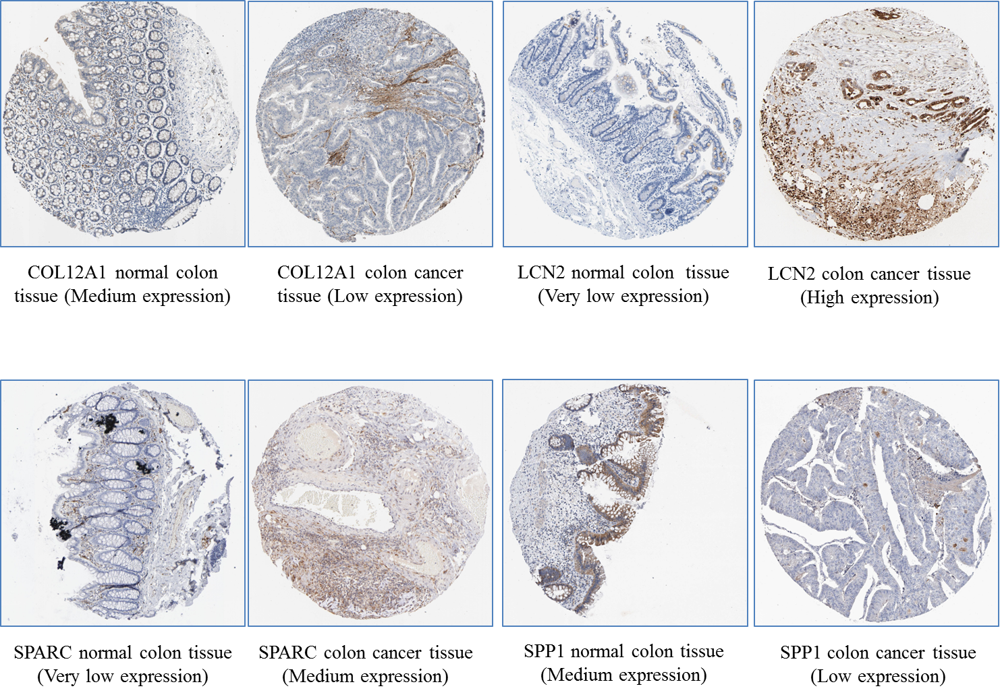 COL12A1 normal colon
tissue (Medium expression)
COL12A1 colon cancer
tissue (Low expression)
LCN2 normal colon tissue
(Very low expression)
LCN2 colon cancer tissue
(High expression)
SPARC normal colon tissue
(Very low expression)
SPARC colon cancer tissue
(Medium expression)
SPP1 normal colon tissue
(Medium expression)
SPP1 colon cancer tissue
(Low expression)